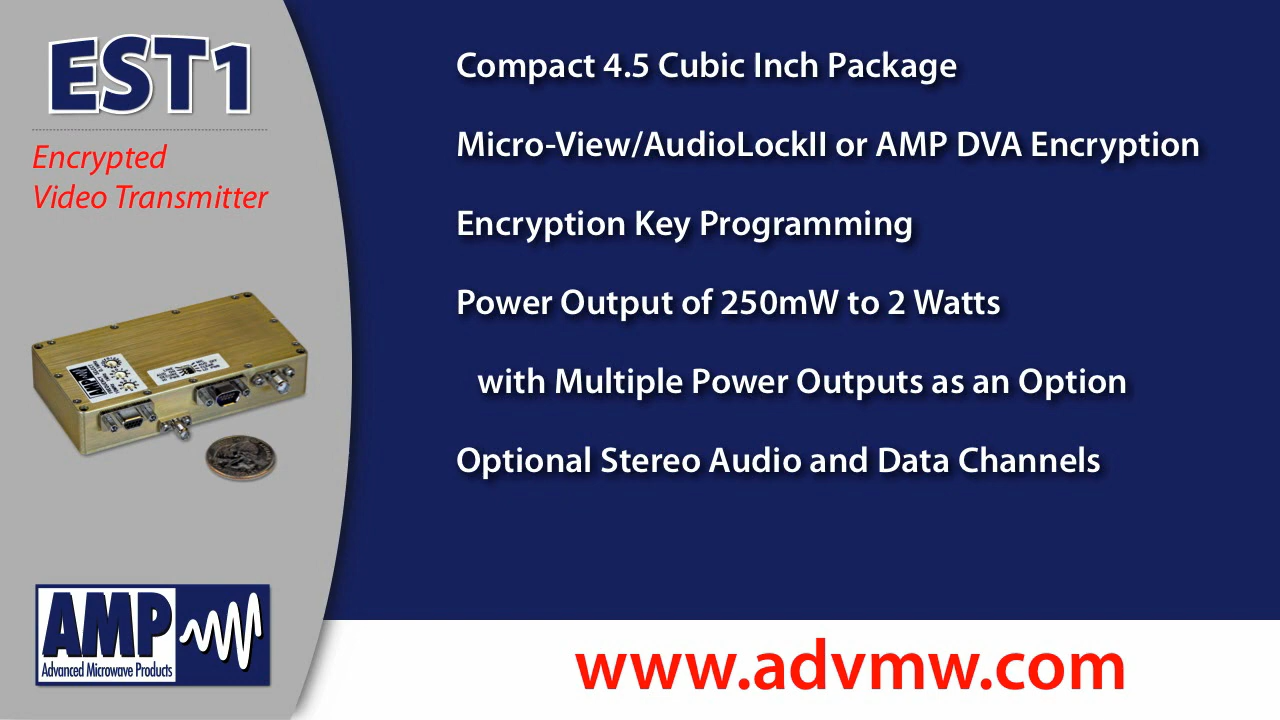 EST1
Encrypted
Video Transmitter
Compact 4.5 Cubic Inch Package
Micro-View/AudioLockII or AMP DVA Encryption
Encryption Key Programming
Power Output of 250mW to 2 Watts
with Multiple Power Outputs as an Option
Optional Stereo Audio and Data Channels
AMP
Advanced Microwave Products
www.advmw.com